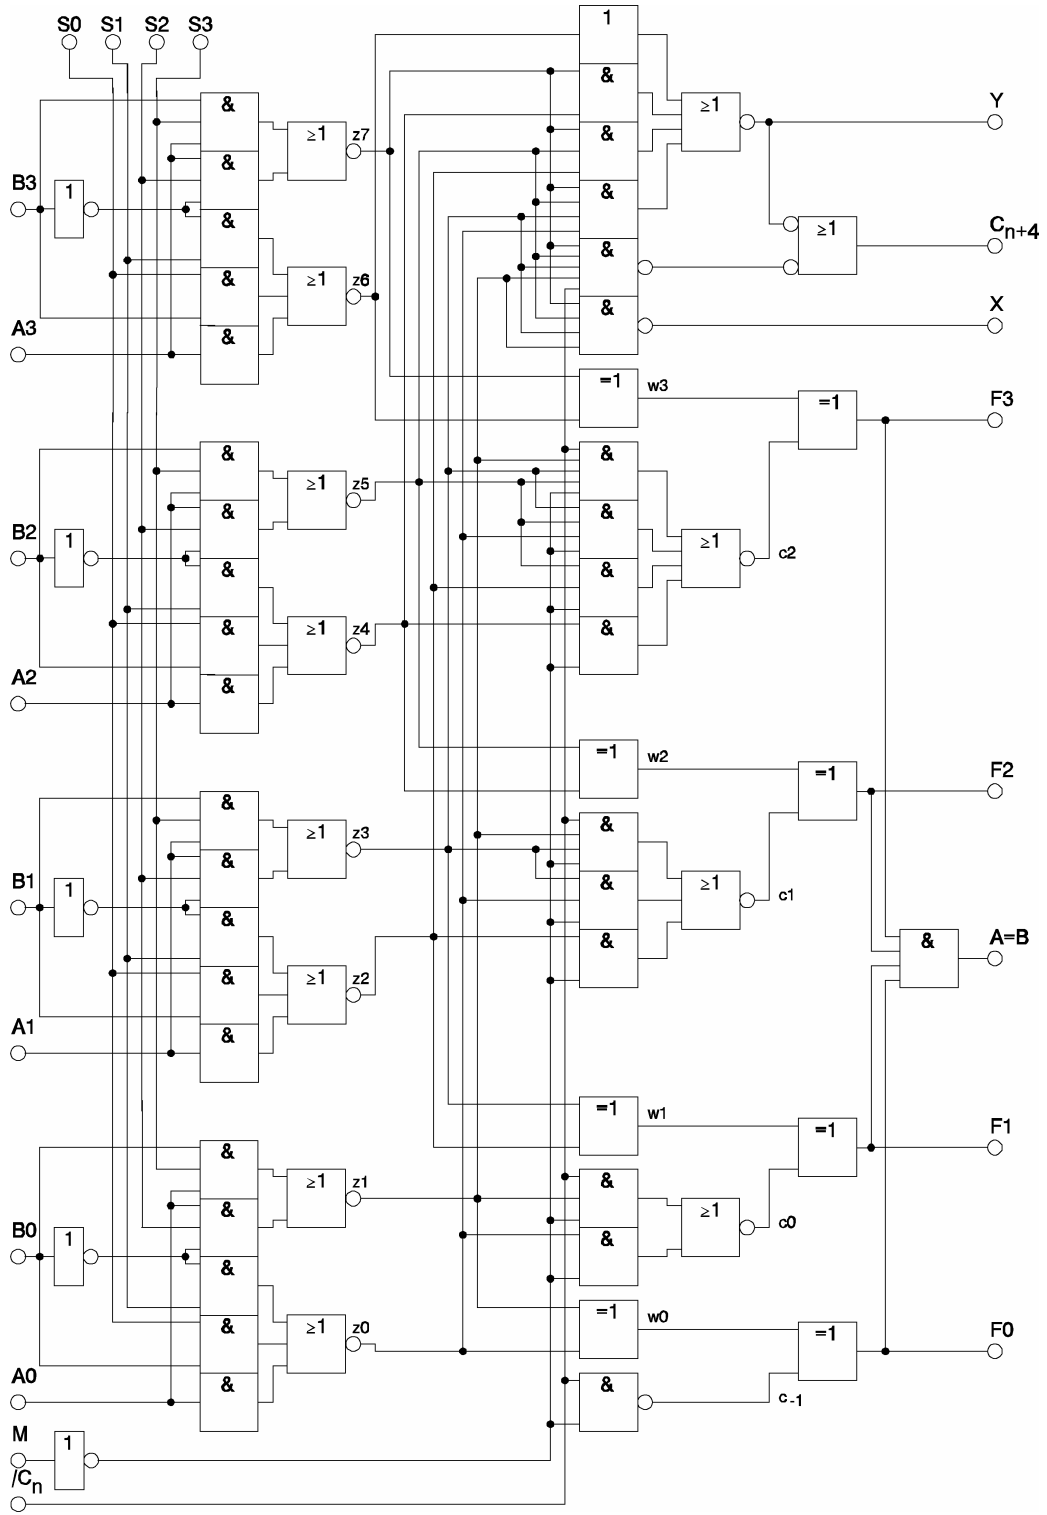 S0 S1 S2 S3
1
&
&
&
≥1
Y
&
≥1
z7
&
&
B3
1
&
&
≥1
Cn+4
&
≥1
z6
&
X
A3
&
=1
w3
=1
F3
&
&
≥1
z5
&
&
≥1
c2
B2
1
&
&
&
≥1
z4
&
A2
&
=1
w2
=1
F2
&
&
≥1
z3
&
&
≥1
c1
B1
1
&
&
&
A=B
&
≥1
z2
A1
&
=1
w1
=1
F1
&
≥1
z1
&
&
&
≥1
c0
B0
1
&
&
≥1
z0
=1
w0
=1
F0
A0
&
&
c-1
M
1
/Cn